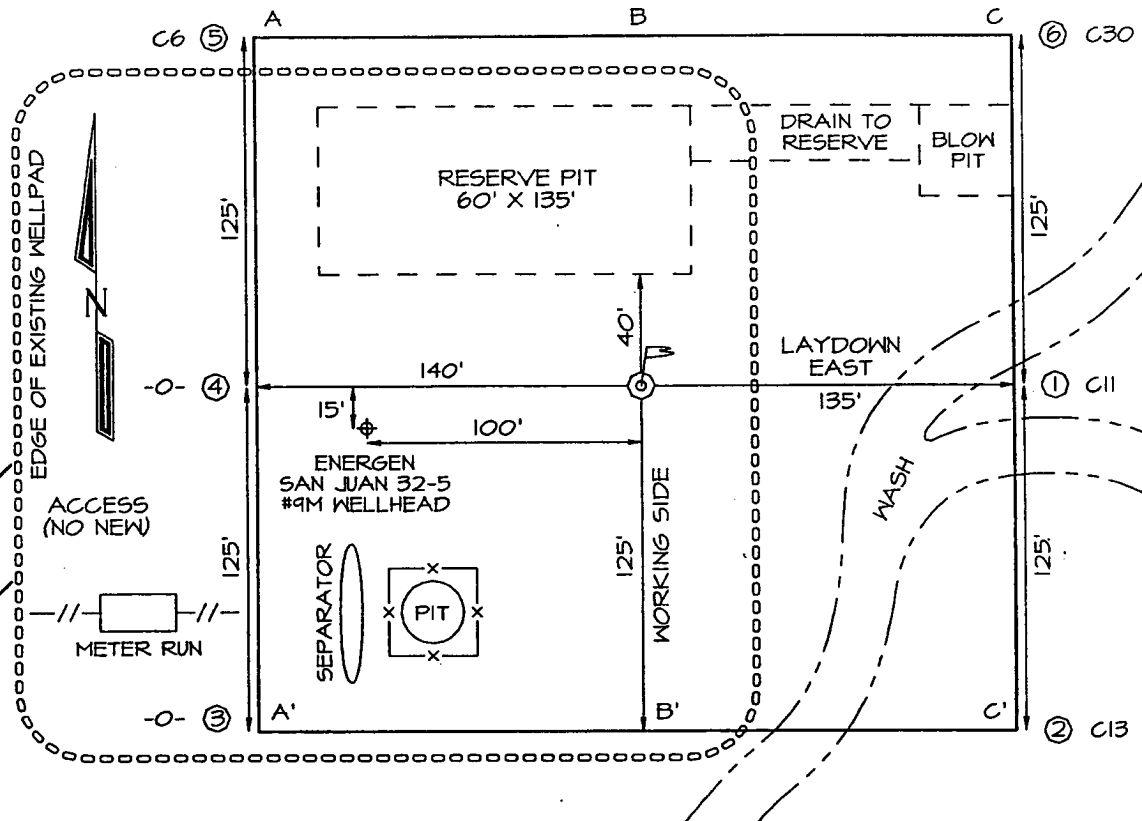 A B C
C6 ⑤
⑥ C30
DRAIN TO
RESERVE
BLOW
PIT
RESERVE PIT
60' X 135'
EDGE OF EXISTING WELLPAD
125'
125'
N
40'
LAYDOWN
EAST
-0- ④
140'
135'
① C11
15'
100'
ENERGEN
SAN JUAN 32-5
#9M WELLHEAD
WASH
ACCESS
(NO NEW)
125'
125'
WORKING SIDE
125'
SEPARATOR
PIT
METER RUN
-0- ③
A' B' C'
② C13